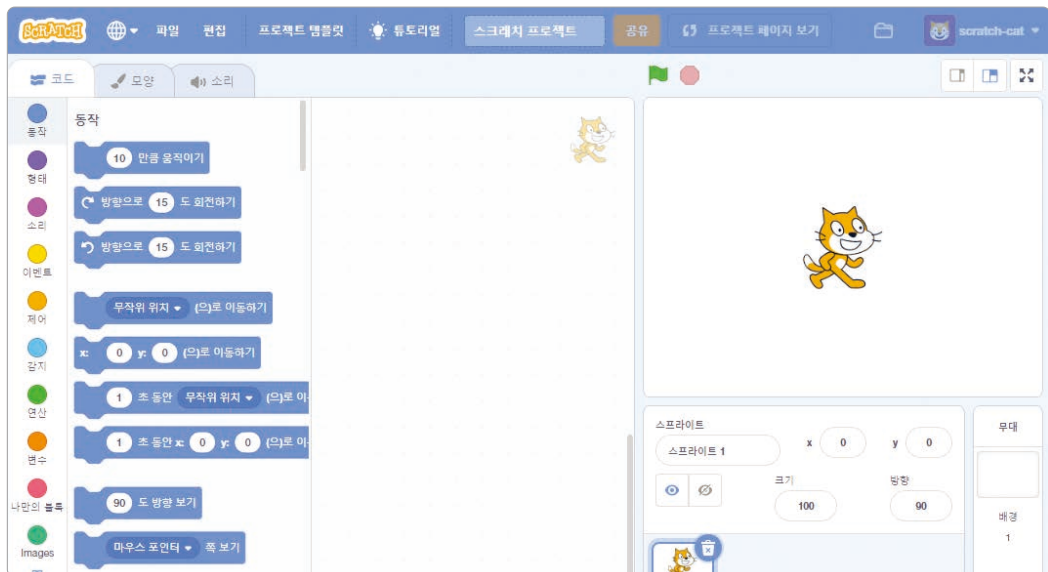 SCRATCH 파일 편집 프로젝트 템플릿 튜토리얼 스크래치 프로젝트 공유 프로젝트 페이지 보기 scratch-cat
코드 모양 소리
동작
형태
소리
이벤트
제어
감지
연산
변수
나만의 블록
Images
동작
10 만큼 움직이기
방향으로 15 도 회전하기
방향으로 15 도 회전하기
무작위 위치 (으)로 이동하기
x: 0 y: 0 (으)로 이동하기
1 초 동안 무작위 위치 (으)로 이
1 초 동안 x: 0 y: 0 (으)로 이
90 도 방향 보기
마우스 포인터 쪽 보기
스프라이트
스프라이트 1 x 0 y 0
크기 방향
100 90
무대
배경
1